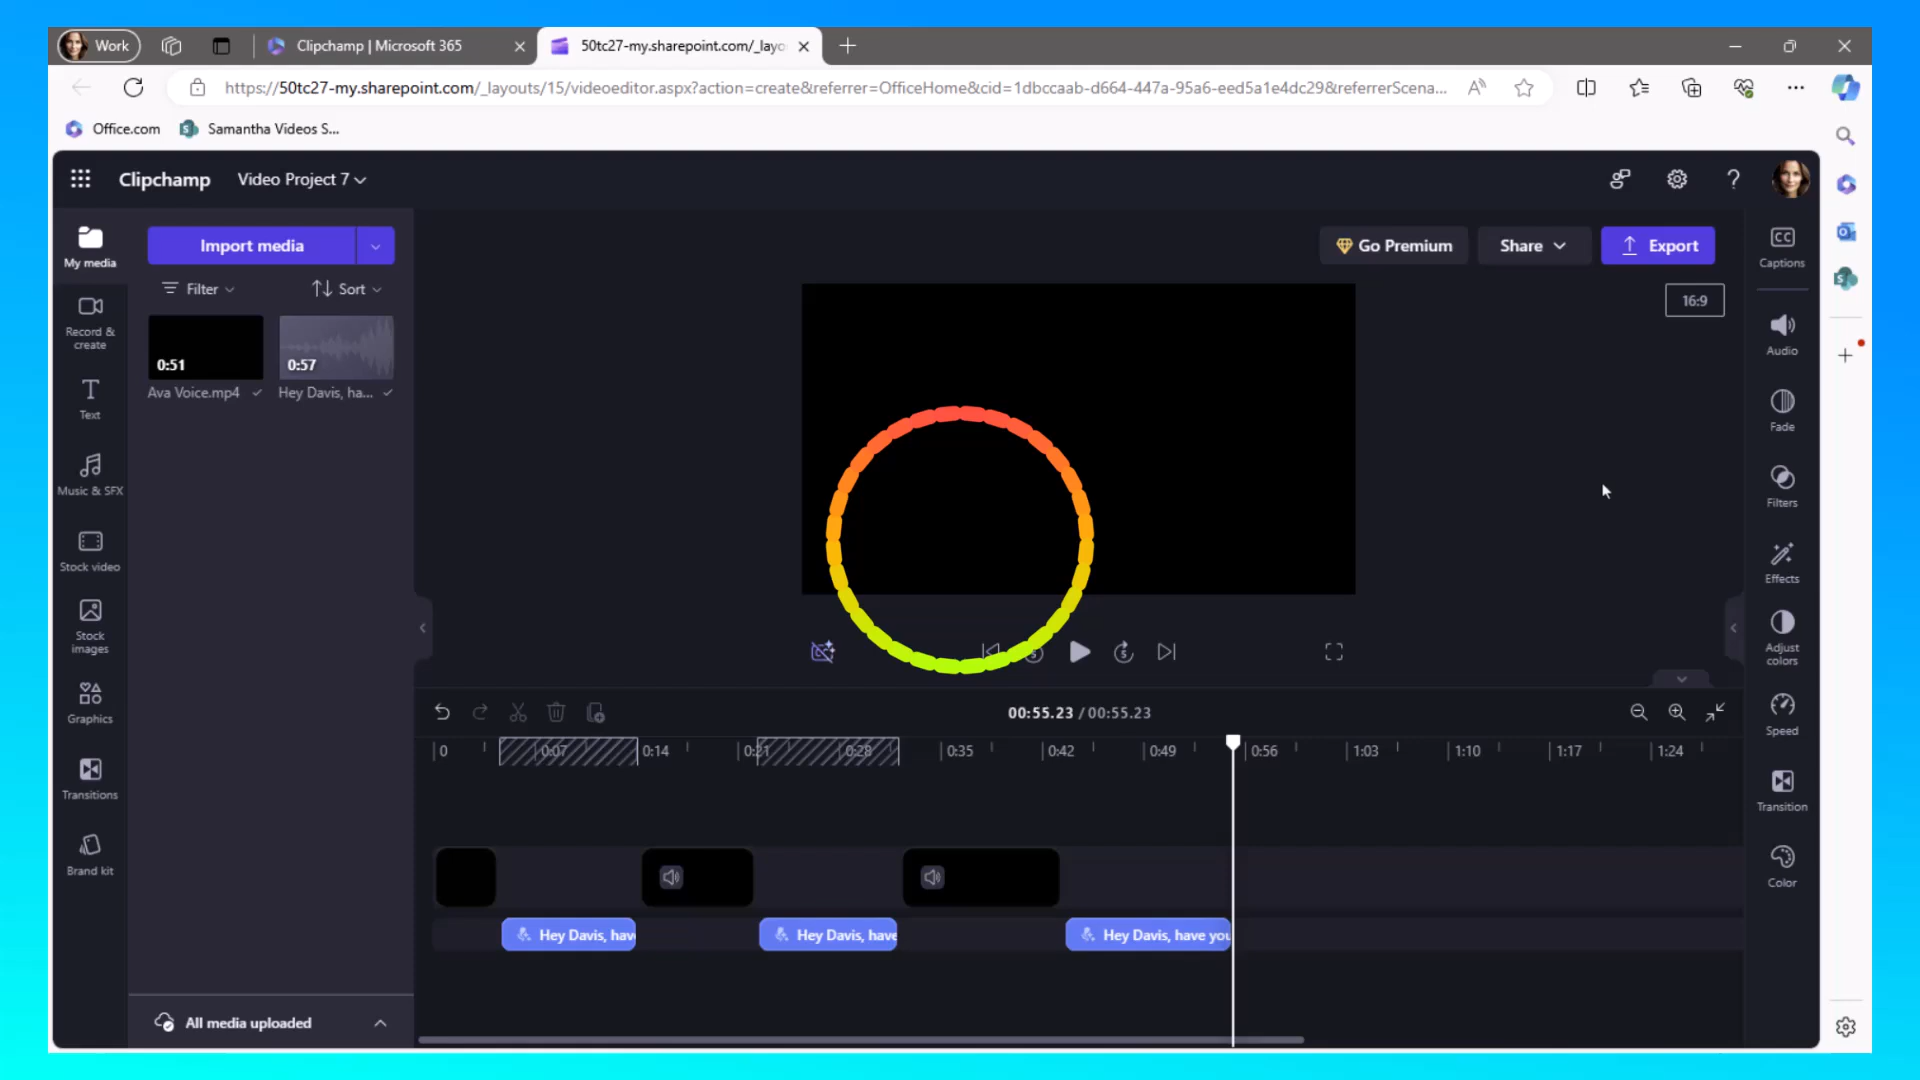 Work
Clipchamp | Microsoft 365
50tc27-my.sharepoint.com/_layo
https://50tc27-my.sharepoint.com/_layouts/15/videoeditor.aspx?action=create&referrer=OfficeHome&cid=1dbccaab-d664-447a-95a6-eed5a1e4dc29&referrerScena...
Office.com
Samantha Videos S...
Clipchamp
Video Project 7
My media
Import media
Go Premium
Share
Export
CC
Captions
Filter
Sort
16:9
Record &
create
0:51
0:57
Ava Voice.mp4
Hey Davis, ha...
Audio
Text
Fade
Music & SFX
Filters
Stock video
Effects
Stock
images
Adjust
colors
5
5
Graphics
00:55.23 / 00:55.23
Speed
0
0:07
0:14
0:21
0:28
0:35
0:42
0:49
0:56
1:03
1:10
1:17
1:24
Transitions
Transition
Brand kit
Color
Hey Davis, hav
Hey Davis, have
Hey Davis, have you
All media uploaded